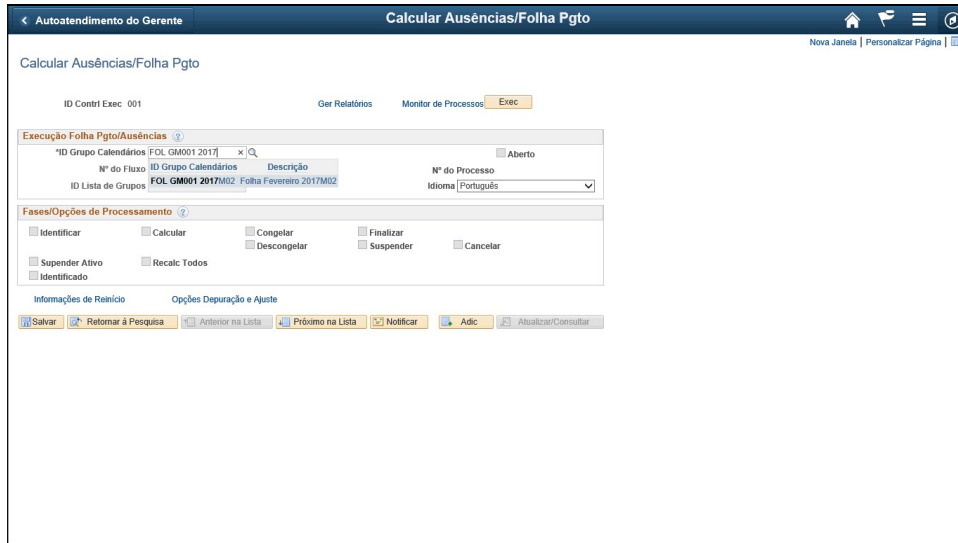 Autoatendimento do Gerente Calcular Ausências/Folha Pgto
Nova Janela | Personalizar Página |
Calcular Ausências/Folha Pgto
ID Contrl Exec 001 Ger Relatórios Monitor de Processos Exec
Execução Folha Pgto/Ausências ?
*ID Grupo Calendários FOL GM001 2017 × Aberto
Nº do Fluxo ID Grupo Calendários Descrição Nº do Processo
ID Lista de Grupos FOL GM001 2017M02 Folha Fevereiro 2017M02 Idioma Português
Fases/Opções de Processamento ?
Identificar Calcular Congelar Finalizar
Descongelar Suspender Cancelar
Supender Ativo Recalc Todos
Identificado
Informações de Reinício Opções Depuração e Ajuste
Salvar Retornar à Pesquisa Anterior na Lista Próximo na Lista Notificar Adic Atualizar/Consultar